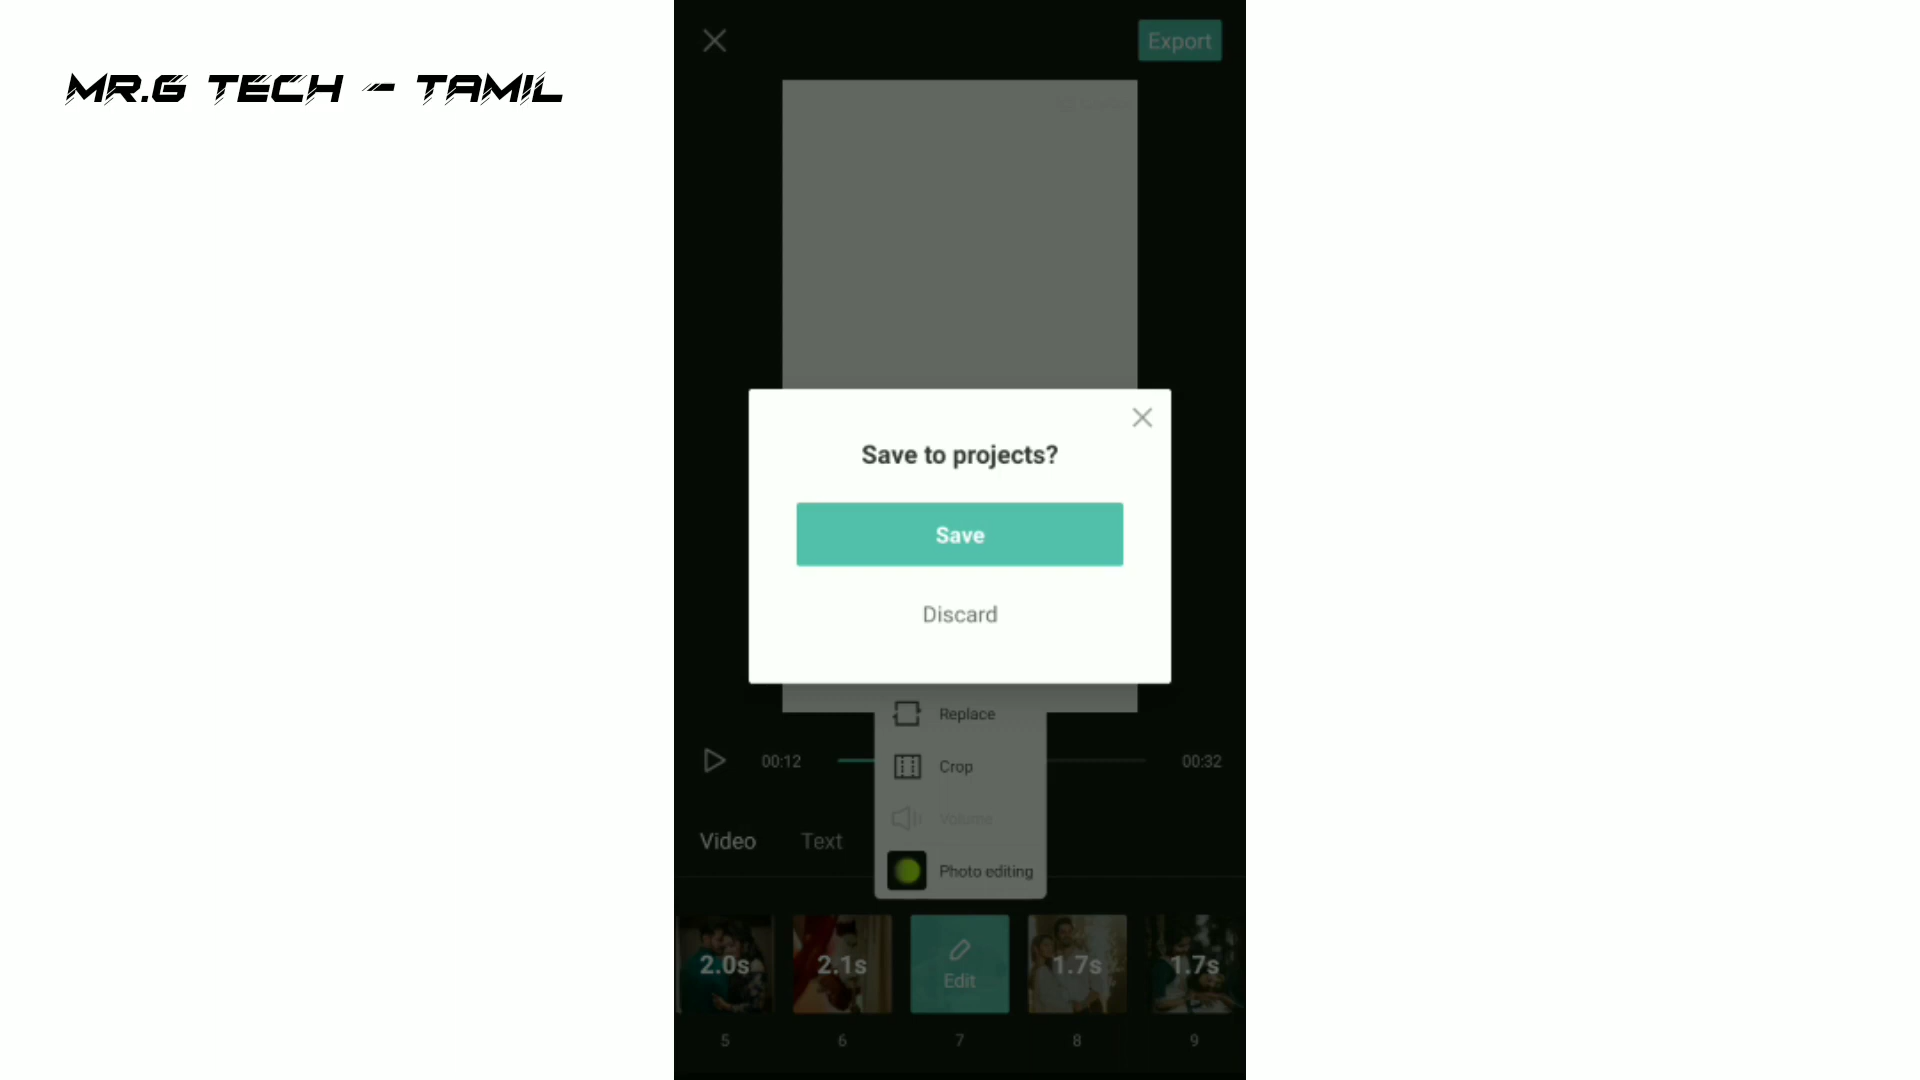 MR.G TECH - TAMIL
Export
Save to projects?
Save
Discard
Replace
Crop
Volume
Photo editing
00:12
00:32
Video
Text
2.0s
2.1s
Edit
1.7s
1.7s
5
6
7
8
9